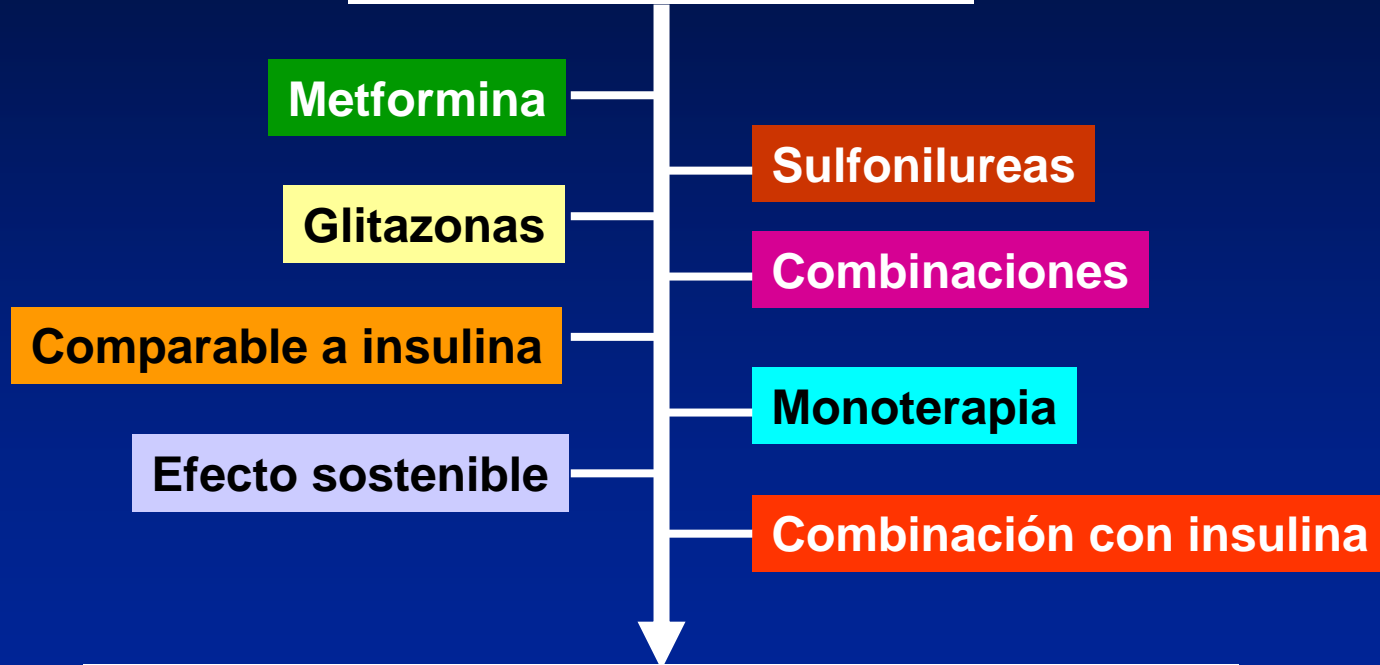 Metformina
Sulfonilureas
Glitazonas
Combinaciones
Comparable a insulina
Monoterapia
Efecto sostenible
Combinación con insulina